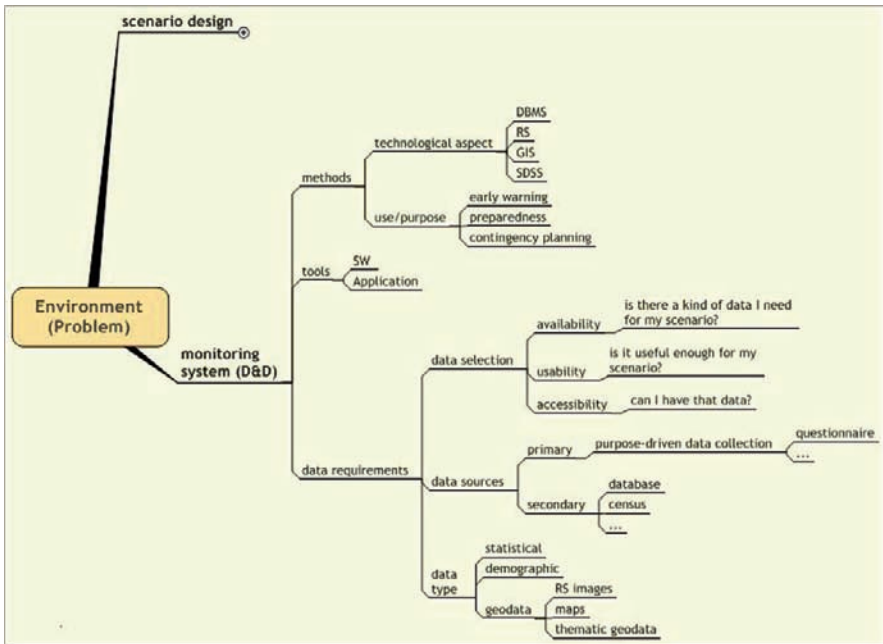 scenario design
Environment
(Problem)
monitoring
system (D&D)
methods
technological aspect
DBMS
RS
GIS
SDSS
use/purpose
early warning
preparedness
contingency planning
tools
SW
Application
data requirements
data selection
availability
is there a kind of data I need
for my scenario?
usability
is it useful enough for my
scenario?
accessibility
can I have that data?
data sources
primary
purpose-driven data collection
questionnaire
...
secondary
database
census
...
data
type
statistical
demographic
geodata
RS images
maps
thematic geodata